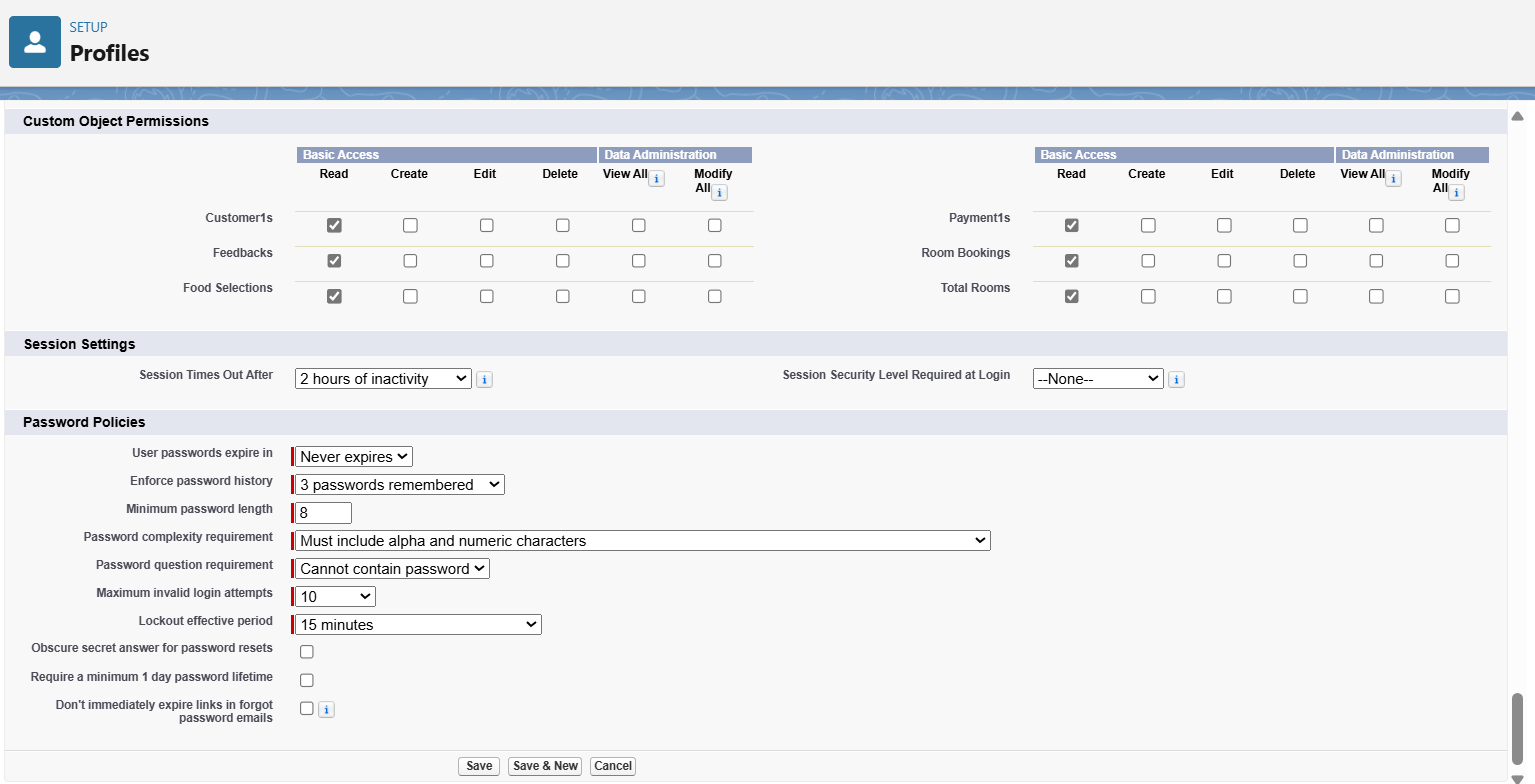 SETUP
Profiles
Custom Object Permissions
Basic Access Data Administration Basic Access Data Administration
Read Create Edit Delete View All i Modify All i Read Create Edit Delete View All i Modify All i
Customer1s Payment1s
Feedbacks Room Bookings
Food Selections Total Rooms
Session Settings
Session Times Out After 2 hours of inactivity i Session Security Level Required at Login --None-- i
Password Policies
User passwords expire in Never expires
Enforce password history 3 passwords remembered
Minimum password length 8
Password complexity requirement Must include alpha and numeric characters
Password question requirement Cannot contain password
Maximum invalid login attempts 10
Lockout effective period 15 minutes
Obscure secret answer for password resets
Require a minimum 1 day password lifetime
Don't immediately expire links in forgot
password emails i
Save Save & New Cancel